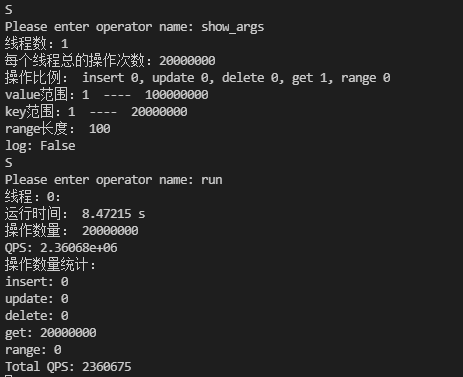 S
Please enter operator name: show_args
线程数：1
每个线程总的操作次数：20000000
操作比例： insert 0, update 0, delete 0, get 1, range 0
value范围：1  ----  100000000
key范围：1  ----  20000000
range长度： 100
log: False
S
Please enter operator name: run
线程：0：
运行时间： 8.47215 s
操作数量： 20000000
QPS: 2.36068e+06
操作数量统计：
insert: 0
update: 0
delete: 0
get: 20000000
range: 0
Total QPS: 2360675